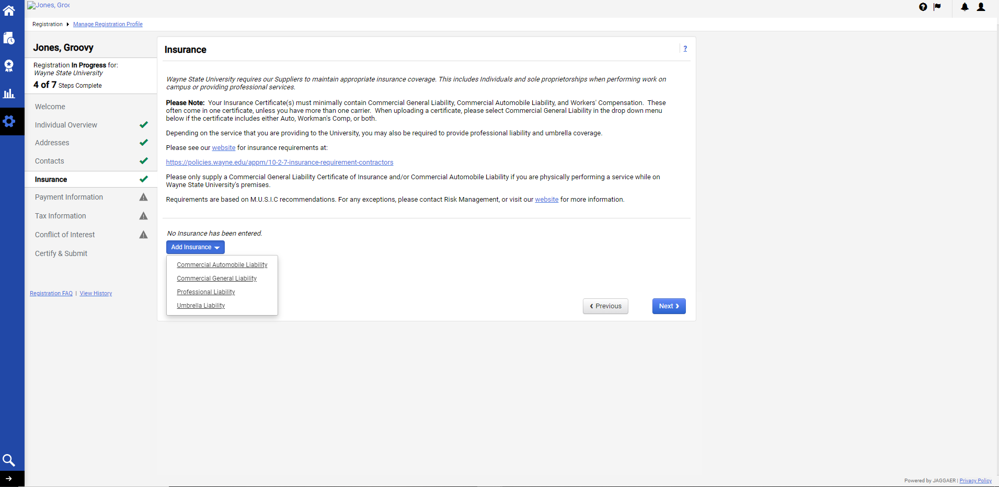 Jones, Groo
Registration Manage Registration Profile
Jones, Groovy
Registration In Progress for:
Wayne State University
4 of 7 Steps Complete
Welcome
Individual Overview
Addresses
Contacts
Insurance
Payment Information
Tax Information
Conflict of Interest
Certify & Submit
Registration FAQ | View History
Insurance
?
Wayne State University requires our Suppliers to maintain appropriate insurance coverage. This includes Individuals and sole proprietorships when performing work on
campus or providing professional services.
Please Note: Your Insurance Certificate(s) must minimally contain Commercial General Liability, Commercial Automobile Liability, and Workers' Compensation. These
often come in one certificate, unless you have more than one carrier. When uploading a certificate, please select Commercial General Liability in the drop down menu
below if the certificate includes either Auto, Workman's Comp, or both.
Depending on the service that you are providing to the University, you may also be required to provide professional liability and umbrella coverage.
Please see our website for insurance requirements at:
https://policies.wayne.edu/appm/10-2-7-insurance-requirement-contractors
Please only supply a Commercial General Liability Certificate of Insurance and/or Commercial Automobile Liability if you are physically performing a service while on
Wayne State University's premises.
Requirements are based on M.U.S.I.C recommendations. For any exceptions, please contact Risk Management, or visit our website for more information.
No Insurance has been entered.
Add Insurance
Commercial Automobile Liability
Commercial General Liability
Professional Liability
Umbrella Liability
Previous
Next
Powered by JAGGAER | Privacy Policy